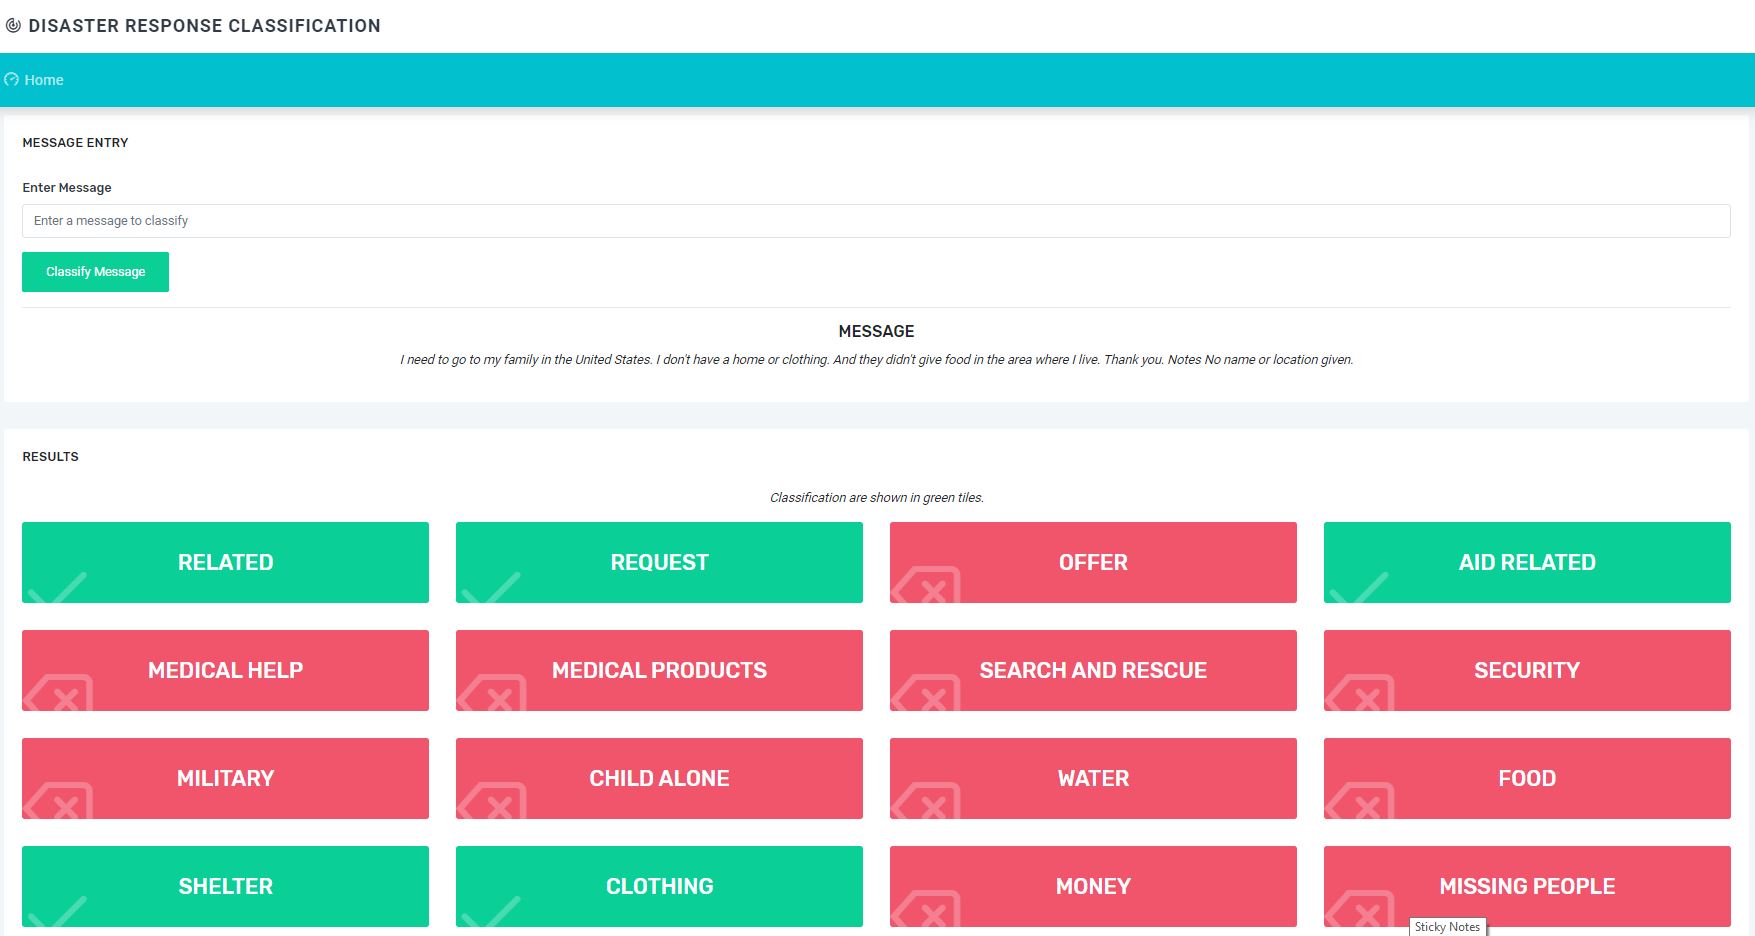 DISASTER RESPONSE CLASSIFICATION
Home
MESSAGE ENTRY
Enter Message
Enter a message to classify
Classify Message
MESSAGE
I need to go to my family in the United States. I don't have a home or clothing. And they didn't give food in the area where I live. Thank you. Notes No name or location given.
RESULTS
Classification are shown in green tiles.
RELATED
REQUEST
OFFER
AID RELATED
MEDICAL HELP
MEDICAL PRODUCTS
SEARCH AND RESCUE
SECURITY
MILITARY
CHILD ALONE
WATER
FOOD
SHELTER
CLOTHING
MONEY
MISSING PEOPLE
Sticky Notes